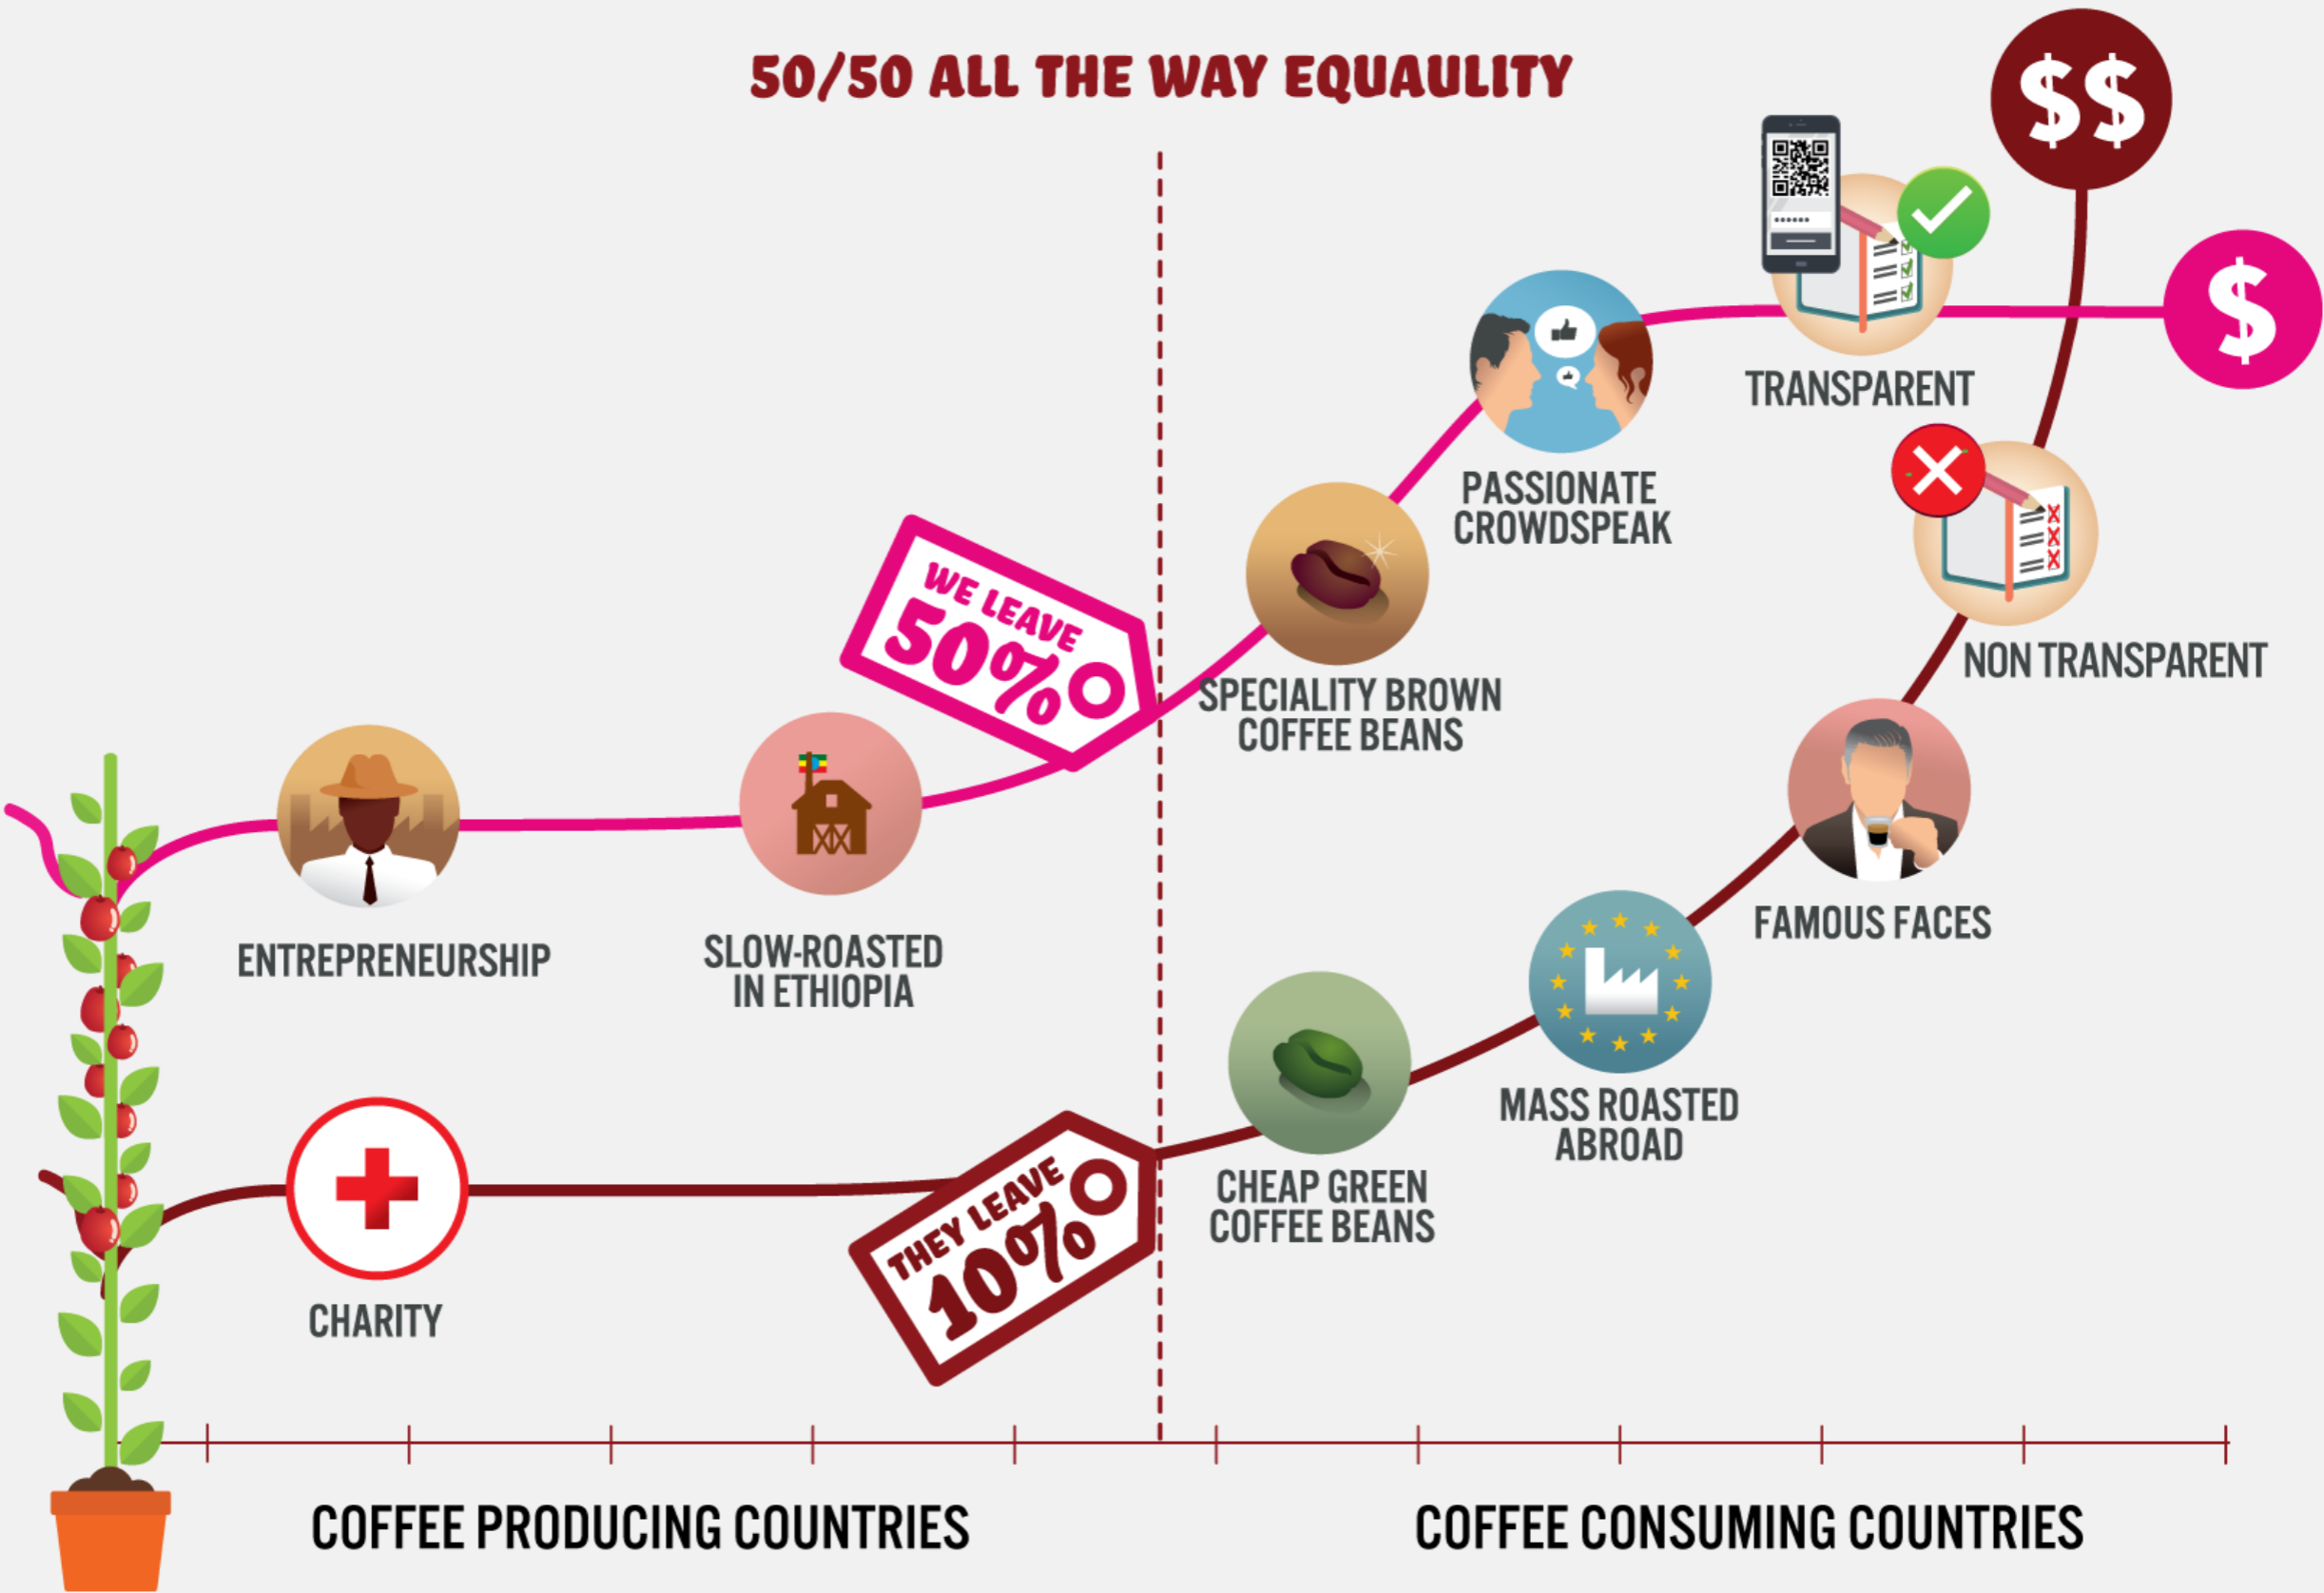 50/50 ALL THE WAY EQUAULITY
$$
$
TRANSPARENT
PASSIONATE
CROWDSPEAK
NON TRANSPARENT
WE LEAVE
50%
SPECIALITY BROWN
COFFEE BEANS
FAMOUS FACES
ENTREPRENEURSHIP
SLOW-ROASTED
IN ETHIOPIA
MASS ROASTED
ABROAD
THEY LEAVE
10%
CHEAP GREEN
COFFEE BEANS
CHARITY
COFFEE PRODUCING COUNTRIES
COFFEE CONSUMING COUNTRIES